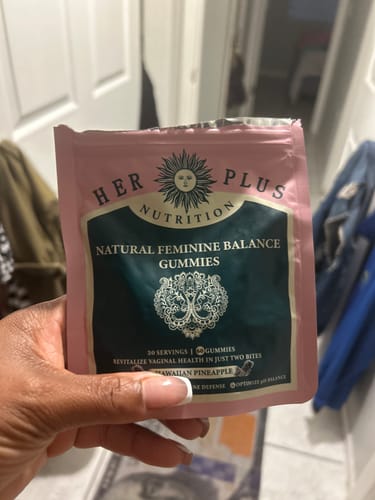 HER PLUS
NUTRITION
NATURAL FEMININE BALANCE
GUMMIES
30 SERVINGS | 60 GUMMIES
REVITALIZE VAGINAL HEALTH IN JUST TWO BITES
HAWAIIAN PINEAPPLE
DEFENSE OPTIMIZE pH BALANCE